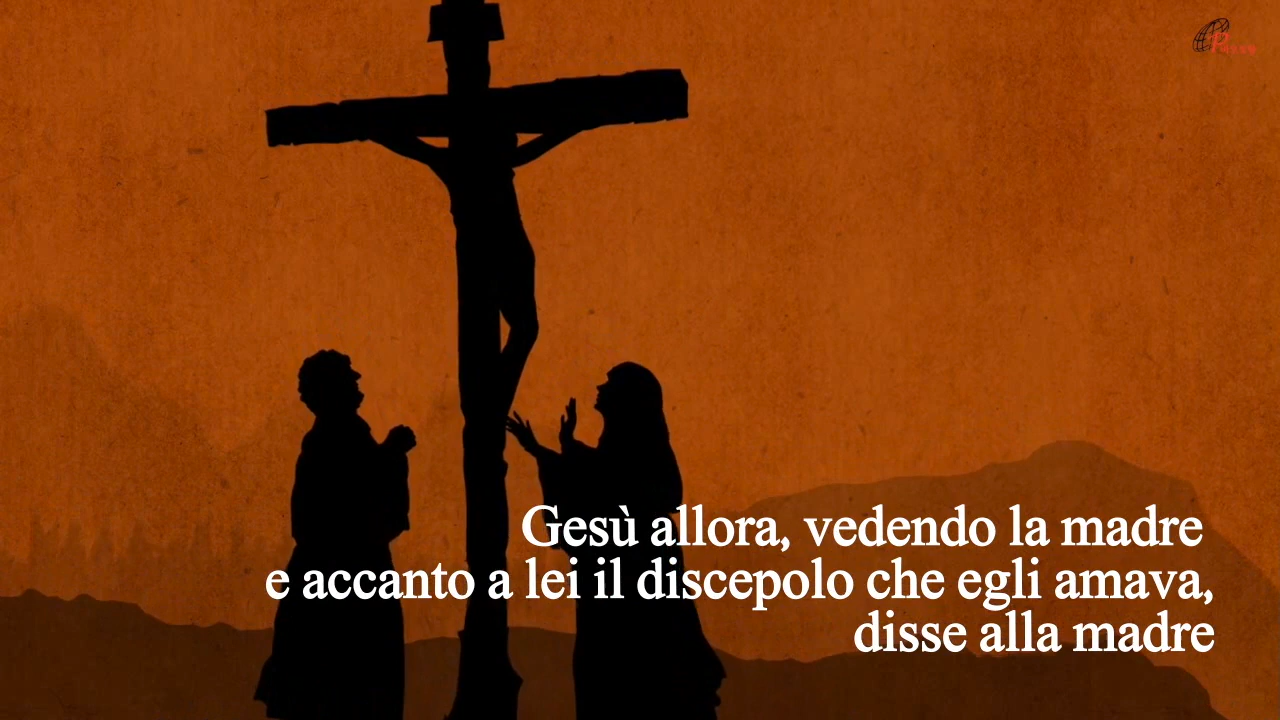 Gesù allora, vedendo la madre
e accanto a lei il discepolo che egli amava,
disse alla madre